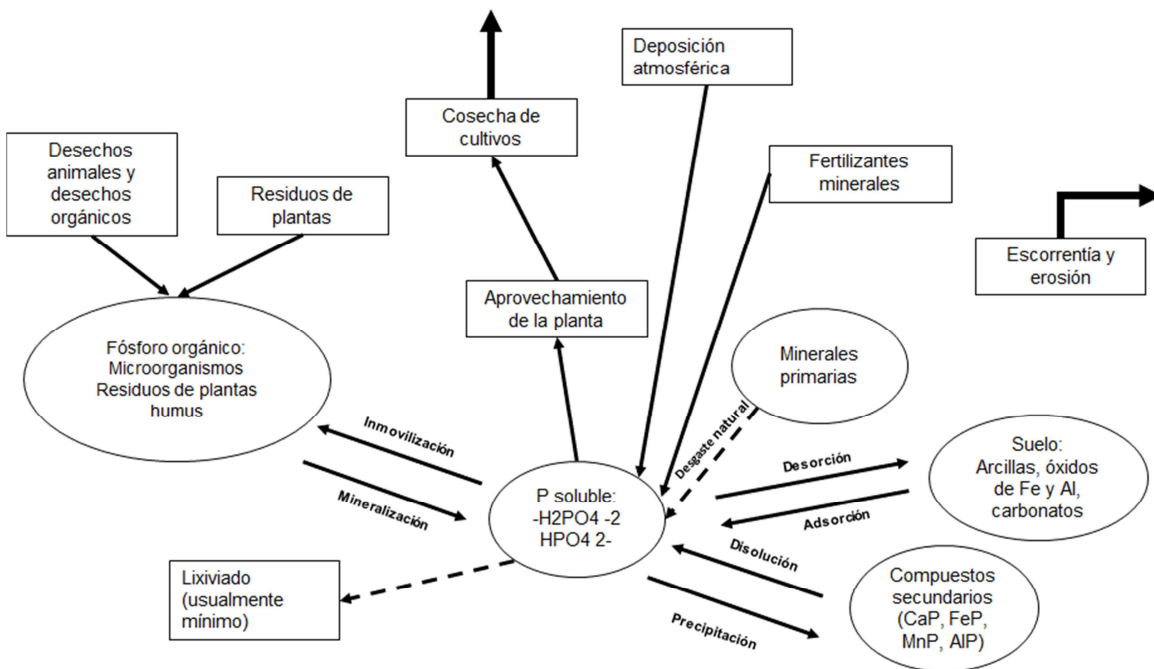 Deposición
atmosférica
Cosecha de
cultivos
Desechos
animales y
desechos
orgánicos
Residuos de
plantas
Fertilizantes
minerales
Escorrentía y
erosión
Aprovechamiento
de la planta
Fósforo orgánico:
Microorganismos
Residuos de plantas
humus
Minerales
primarias
Desgaste natural
Inmovilización
Mineralización
P soluble:
-H2PO4 -2
HPO4 2-
Desorción
Adsorción
Suelo:
Arcillas, óxidos
de Fe y Al,
carbonatos
Disolución
Precipitación
Compuestos
secundarios
(CaP, FeP,
MnP, AlP)
Lixiviado
(usualmente
mínimo)